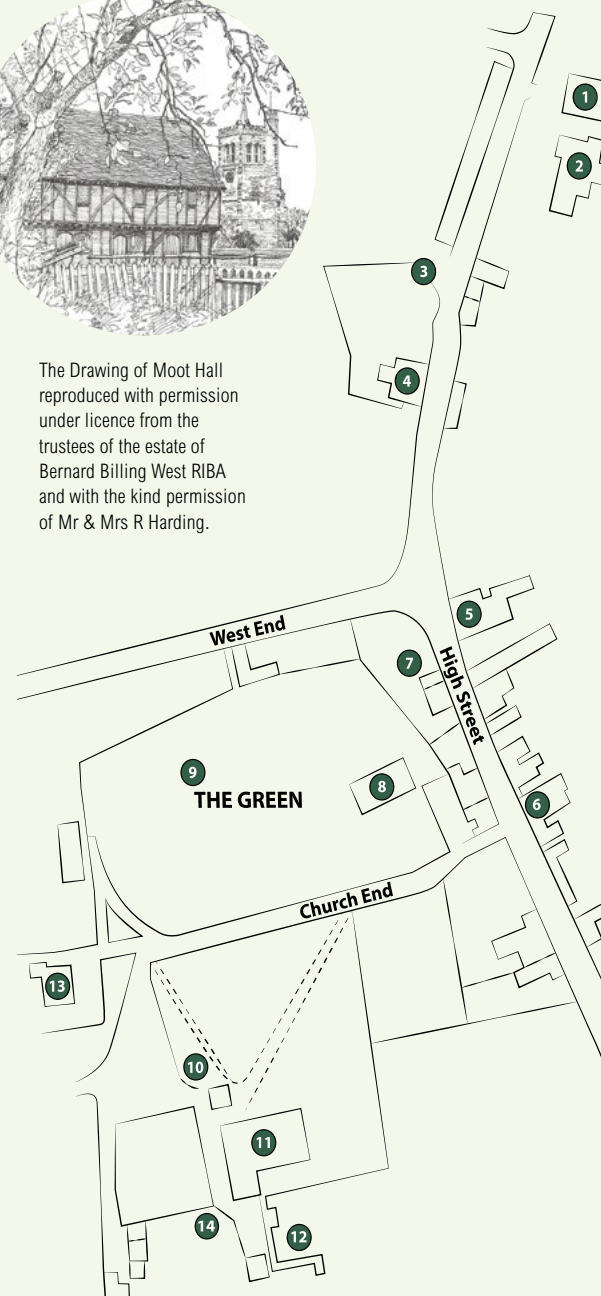 1
2
3
4
The Drawing of Moot Hall
reproduced with permission
under licence from the
trustees of the estate of
Bernard Billing West RIBA
and with the kind permission
of Mr & Mrs R Harding.
5
West End
7
High Street
9
THE GREEN
8
6
Church End
13
10
11
14
12